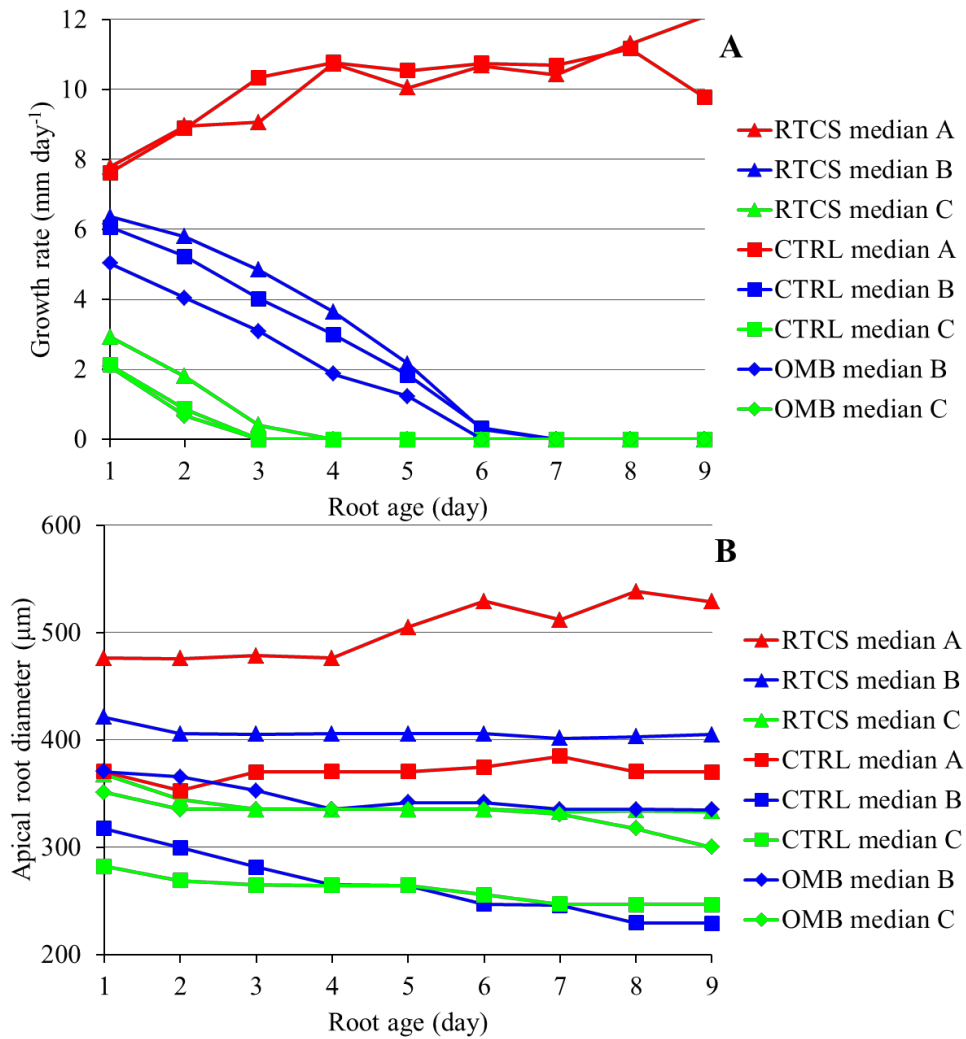 A
12
10
8
6
4
2
0
Growth rate (mm day-1)
1 2 3 4 5 6 7 8 9
Root age (day)
RTCS median A
RTCS median B
RTCS median C
CTRL median A
CTRL median B
CTRL median C
OMB median B
OMB median C
B
600
500
400
300
200
Apical root diameter (μm)
1 2 3 4 5 6 7 8 9
Root age (day)
RTCS median A
RTCS median B
RTCS median C
CTRL median A
CTRL median B
CTRL median C
OMB median B
OMB median C